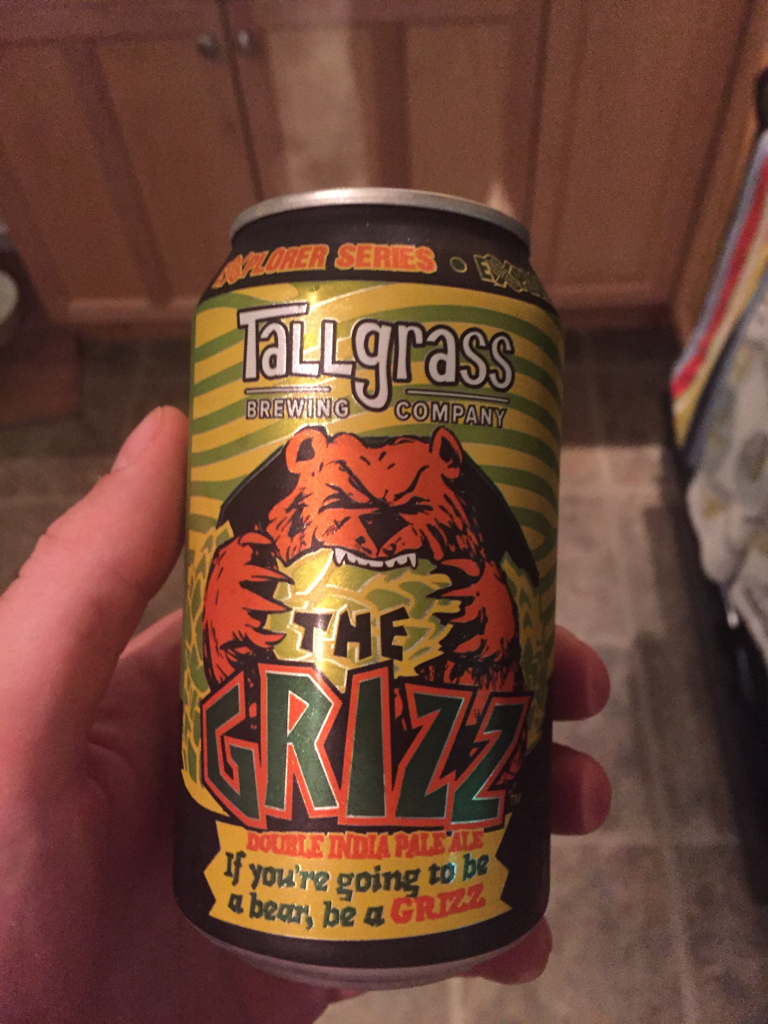 EXPLORER SERIES
Tallgrass
BREWING COMPANY
THE
GRIZZ
TM
DOUBLE INDIA PALE ALE
If you're going to be
a bear, be a GRIZZ